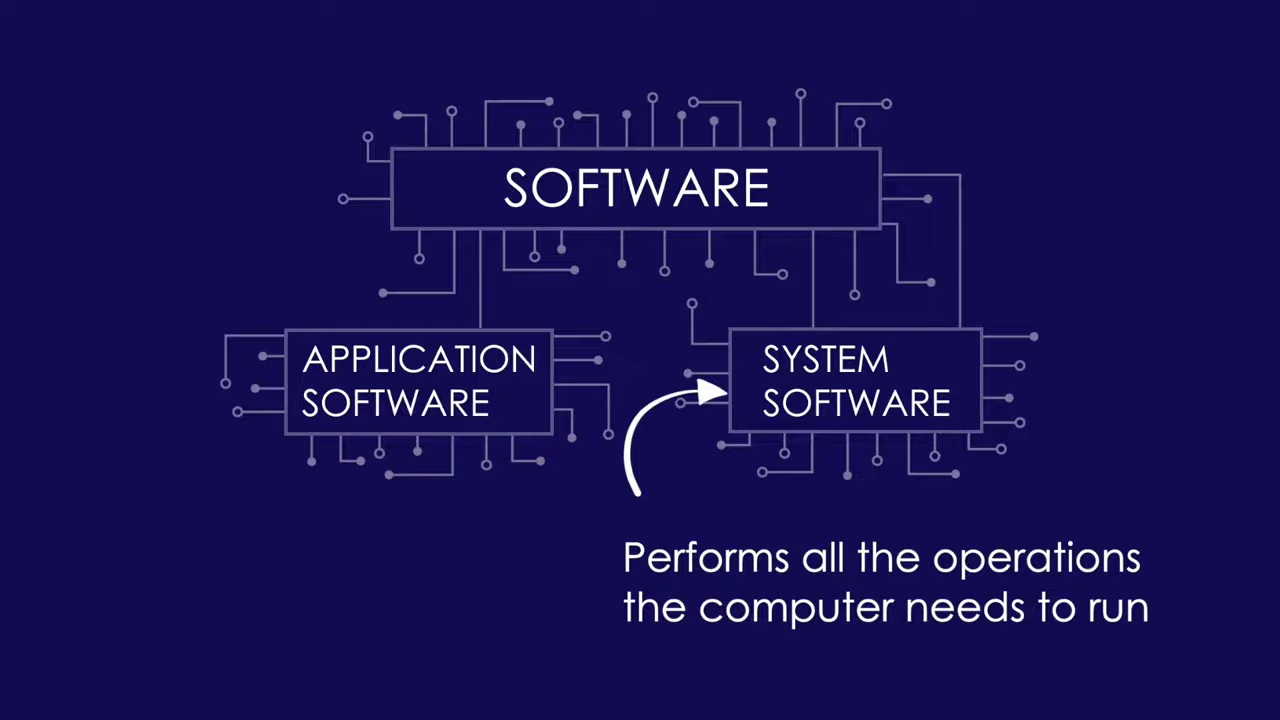 SOFTWARE
APPLICATION
SOFTWARE
SYSTEM
SOFTWARE
Performs all the operations
the computer needs to run